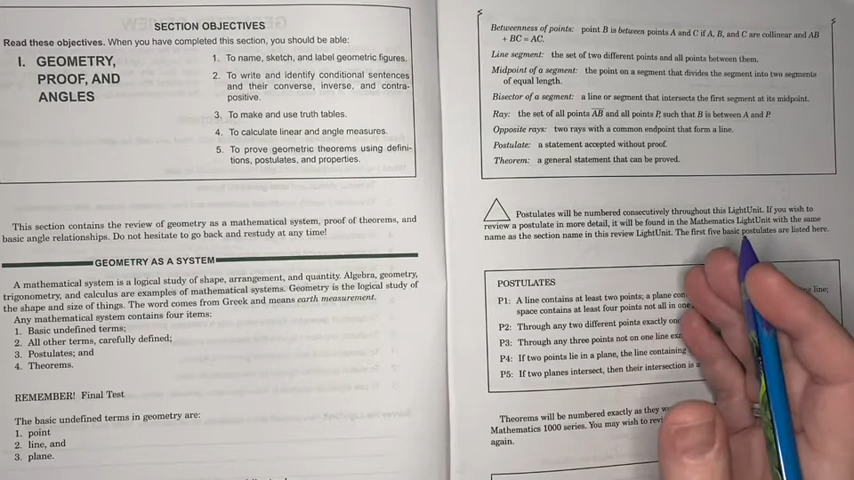 SECTION OBJECTIVES
Read these objectives. When you have completed this section, you should be able:
I. GEOMETRY,
PROOF, AND
ANGLES
1. To name, sketch, and label geometric figures.
2. To write and identify conditional sentences
and their converse, inverse, and contra-
positive.
3. To make and use truth tables.
4. To calculate linear and angle measures.
5. To prove geometric theorems using defini-
tions, postulates, and properties.
This section contains the review of geometry as a mathematical system, proof of theorems, and
basic angle relationships. Do not hesitate to go back and restudy at any time!
GEOMETRY AS A SYSTEM
A mathematical system is a logical study of shape, arrangement, and quantity. Algebra, geometry,
trigonometry, and calculus are examples of mathematical systems. Geometry is the logical study of
the shape and size of things. The word comes from Greek and means earth measurement.
Any mathematical system contains four items:
1. Basic undefined terms;
2. All other terms, carefully defined;
3. Postulates; and
4. Theorems.
REMEMBER! Final Test
The basic undefined terms in geometry are:
1. point
2. line, and
3. plane.
Betweenness of points: point B is between points A and C if A, B, and C are collinear and AB
+ BC = AC.
Line segment: the set of two different points and all points between them.
Midpoint of a segment: the point on a segment that divides the segment into two segments
of equal length.
Bisector of a segment: a line or segment that intersects the first segment at its midpoint.
Ray: the set of all points AB and all points P, such that B is between A and P.
Opposite rays: two rays with a common endpoint that form a line.
Postulate: a statement accepted without proof.
Theorem: a general statement that can be proved.
Postulates will be numbered consecutively throughout this LightUnit. If you wish to
review a postulate in more detail, it will be found in the Mathematics LightUnit with the same
name as the section name in this review LightUnit. The first five basic postulates are listed here.
POSTULATES
P1: A line contains at least two points; a plane line;
space contains at least four points not all in one
P2: Through any two different points exactly
P3: Through any three points not on one line
P4: If two points lie in a plane, the line containing
P5: If two planes intersect, then their intersection is
Theorems will be numbered exactly as they
Mathematics 1000 series. You may wish to
again.